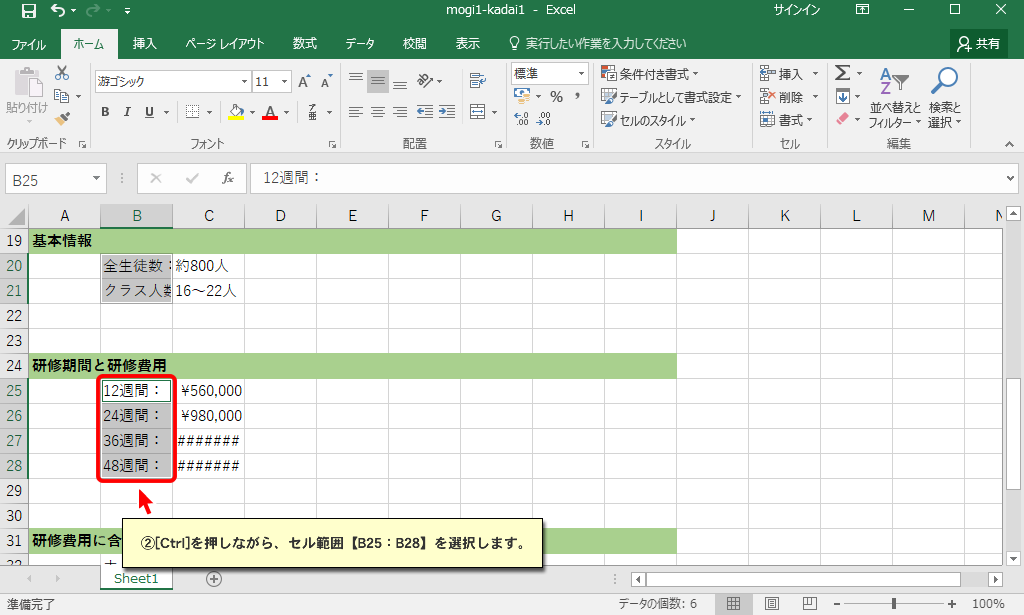 mogi1-kadai1 - Excel
サインイン
ファイル ホーム 挿入 ページ レイアウト 数式 データ 校閲 表示 実行したい作業を入力してください 共有
貼り付け
クリップボード
游ゴシック 11
B I U
フォント
配置
標準
数値
条件付き書式
テーブルとして書式設定
セルのスタイル
スタイル
挿入
削除
書式
セル
並べ替えと
フィルター
検索と
選択
編集
B25 fx 12週間：
A B C D E F G H I J K L M N
19 基本情報
20 全生徒数： 約800人
21 クラス人数 16～22人
22
23
24 研修期間と研修費用
25 12週間： ¥560,000
26 24週間： ¥980,000
27 36週間： #######
28 48週間： #######
29
30
31 研修費用に含
②[Ctrl]を押しながら、セル範囲【B25：B28】を選択します。
Sheet1
準備完了 データの個数: 6 100%